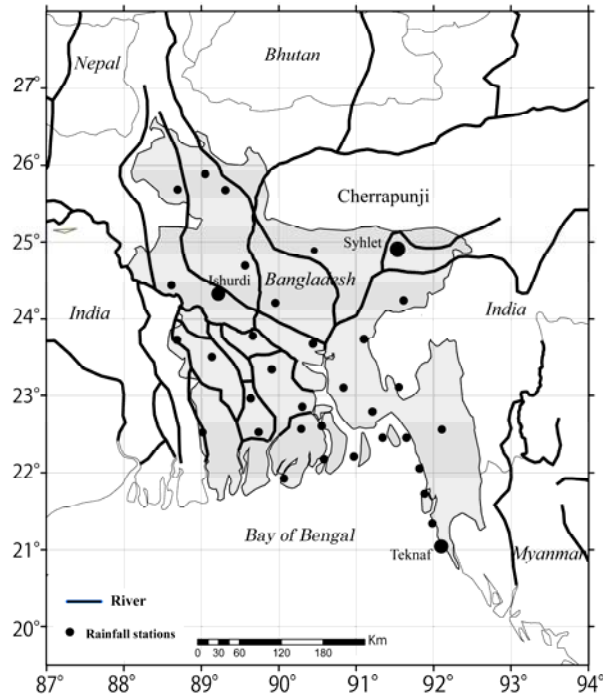 Nepal
Bhutan
27°
26°
Cherrapunji
25°
Syhlet
Ishurdi
Bangladesh
24°
India
India
23°
22°
Bay of Bengal
21°
Teknaf
Myanmar
River
Rainfall stations
20°
Km
0 30 60 120 180
87° 88° 89° 90° 91° 92° 93° 94°